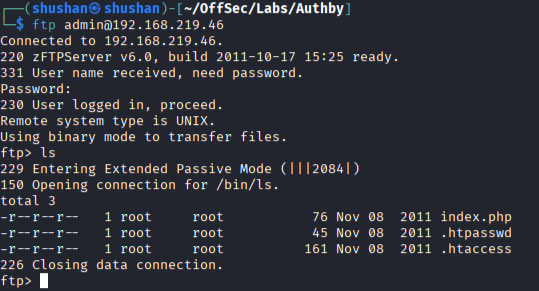 ┌──(shushan㉿shushan)-[~/OffSec/Labs/Authby]
└─$ ftp admin@192.168.219.46
Connected to 192.168.219.46.
220 zFTPServer v6.0, build 2011-10-17 15:25 ready.
331 User name received, need password.
Password:
230 User logged in, proceed.
Remote system type is UNIX.
Using binary mode to transfer files.
ftp> ls
229 Entering Extended Passive Mode (|||2084|)
150 Opening connection for /bin/ls.
total 3
-r--r--r-- 1 root root 76 Nov 08 2011 index.php
-r--r--r-- 1 root root 45 Nov 08 2011 .htpasswd
-r--r--r-- 1 root root 161 Nov 08 2011 .htaccess
226 Closing data connection.
ftp>